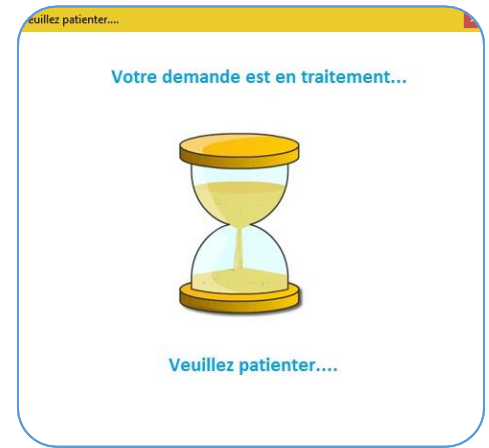 euillez patienter....
Votre demande est en traitement...
Veuillez patienter....